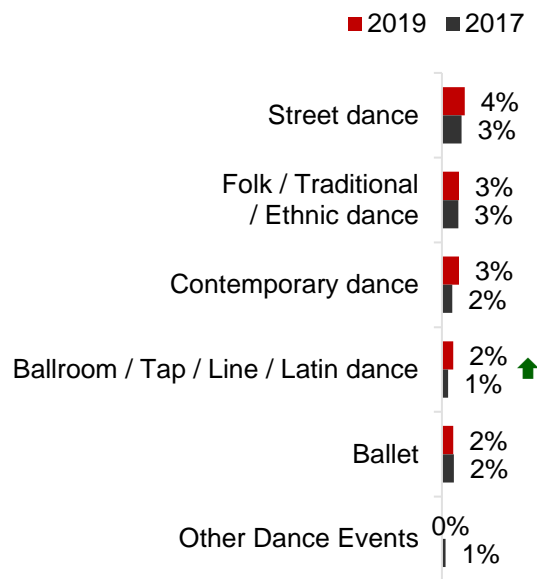 2019 2017
Street dance
4%
3%
Folk / Traditional
/ Ethnic dance
3%
3%
Contemporary dance
3%
2%
Ballroom / Tap / Line / Latin dance
2%
1%
Ballet
2%
2%
Other Dance Events
0%
1%